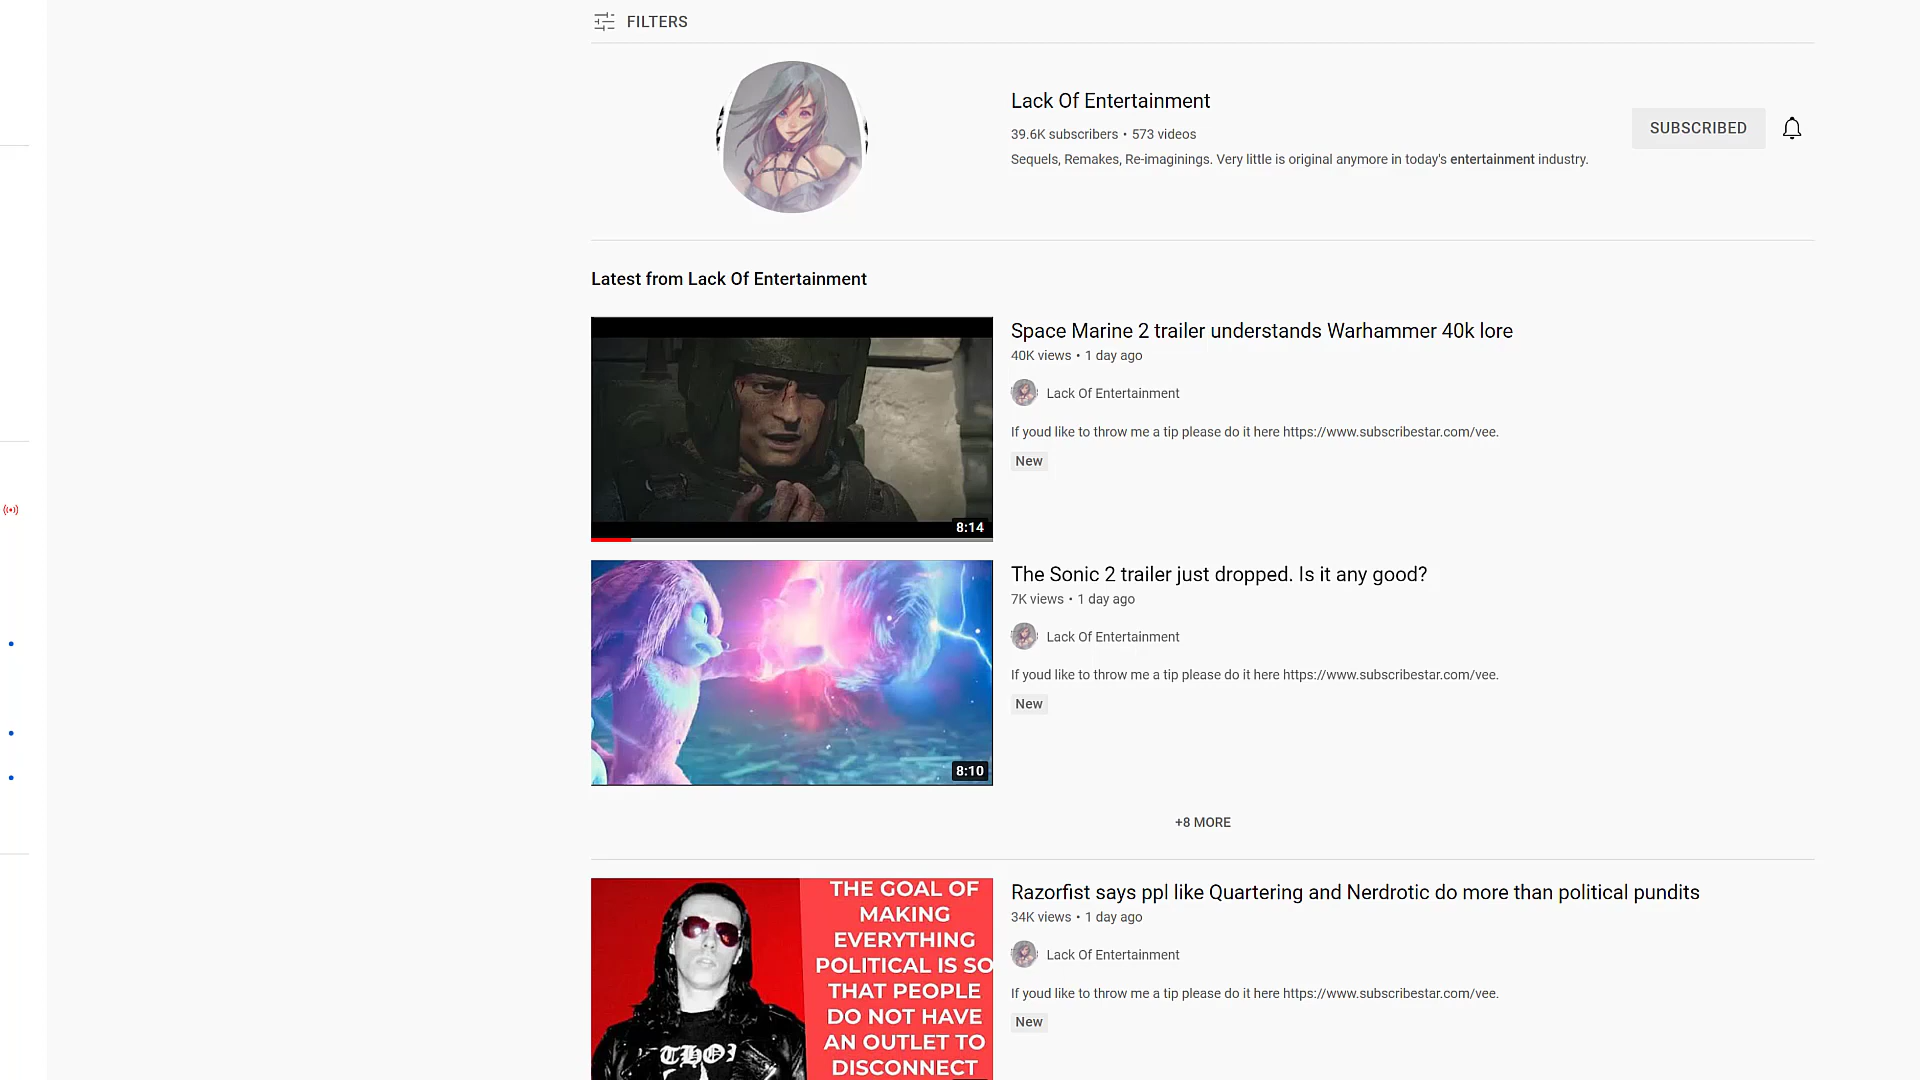 FILTERS
Lack Of Entertainment
39.6K subscribers • 573 videos
SUBSCRIBED
Sequels, Remakes, Re-imaginings. Very little is original anymore in today's entertainment industry.
Latest from Lack Of Entertainment
Space Marine 2 trailer understands Warhammer 40k lore
40K views • 1 day ago
Lack Of Entertainment
If youd like to throw me a tip please do it here https://www.subscribestar.com/vee.
New
8:14
The Sonic 2 trailer just dropped. Is it any good?
7K views • 1 day ago
Lack Of Entertainment
If youd like to throw me a tip please do it here https://www.subscribestar.com/vee.
New
8:10
+8 MORE
THE GOAL OF
MAKING
EVERYTHING
POLITICAL IS SO
THAT PEOPLE
DO NOT HAVE
AN OUTLET TO
DISCONNECT
Razorfist says ppl like Quartering and Nerdrotic do more than political pundits
34K views • 1 day ago
Lack Of Entertainment
If youd like to throw me a tip please do it here https://www.subscribestar.com/vee.
New